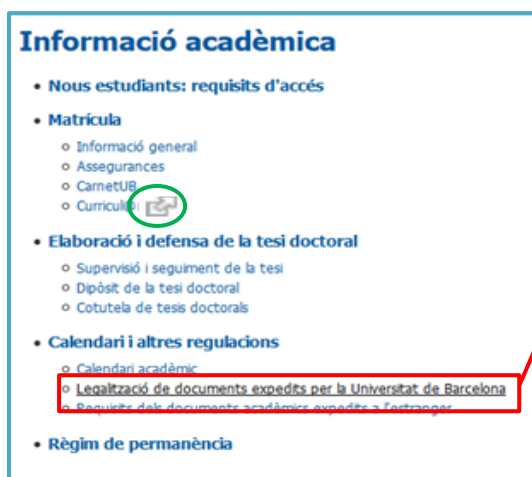 Informació acadèmica
Nous estudiants: requisits d'accés
Matrícula
Informació general
Assegurances
CarnetUB
Calendari i altres regulacions
Elaboració i defensa de la tesi doctoral
Supervisió i seguiment de la tesi
Dipòsit de la tesi doctoral
Cotutela de tesis doctorals
Calendari acadèmic
Legalització de documents expedits per la Universitat de Barcelona
Requisits dels documents acadèmics expedits a l'estranger
Règim de permanència